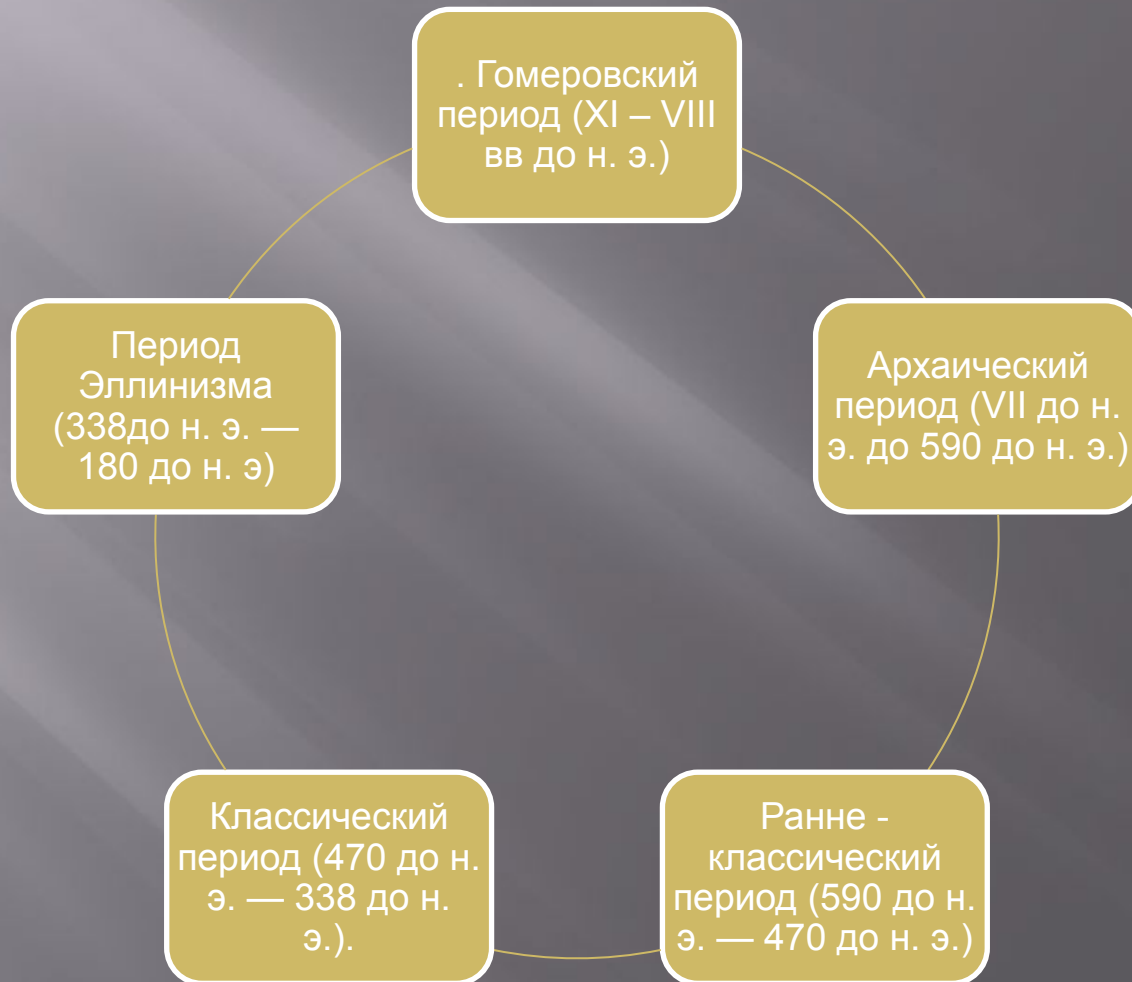 . Гомеровский
период (XI – VIII
вв до н. э.)
Архаический
период (VII до н.
э. до 590 до н. э.)
Ранне -
классический
период (590 до н.
э. — 470 до н. э.)
Классический
период (470 до н.
э. — 338 до н.
э.).
Период
Эллинизма
(338до н. э. —
180 до н. э)